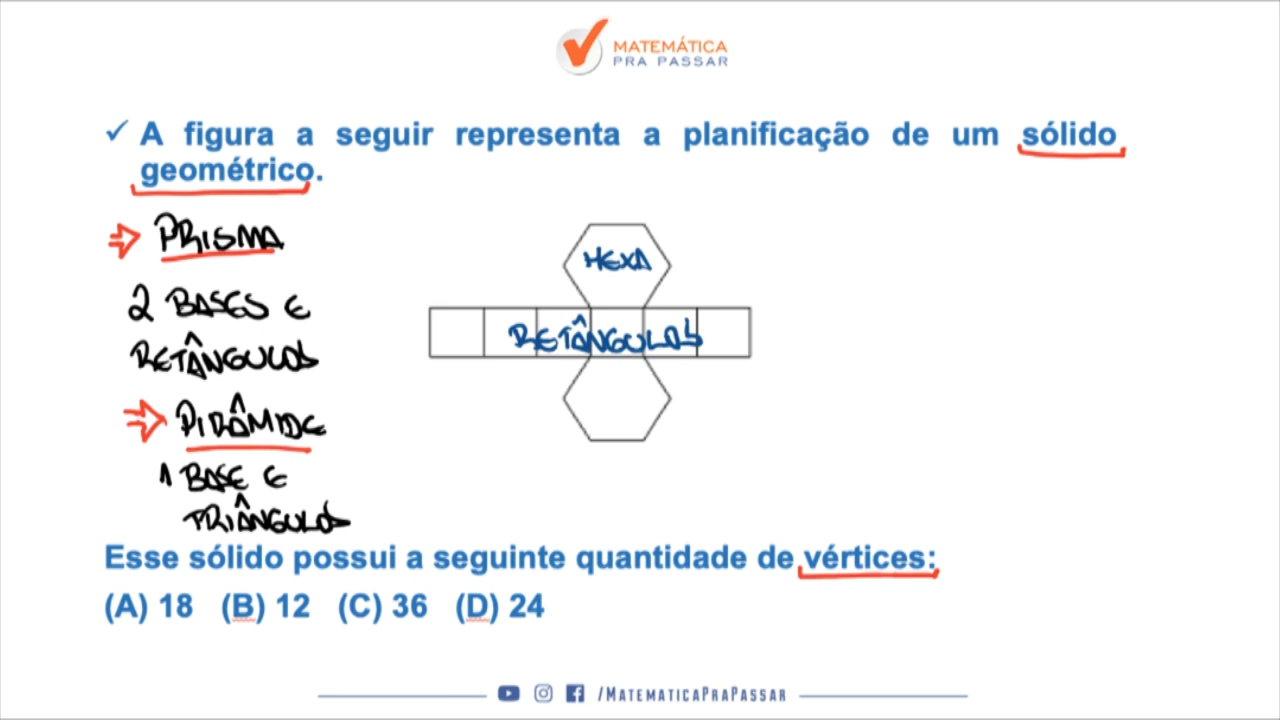 MATEMÁTICA
PRA PASSAR
✓ A figura a seguir representa a planificação de um sólido
geométrico.
⇒ PRISMA
2 BASES E
RETÂNGULOS
⇒ PIRÂMIDE
1 BASE E
TRIÂNGULOS
HEXA
RETÂNGULOS
Esse sólido possui a seguinte quantidade de vértices:
(A) 18 (B) 12 (C) 36 (D) 24
/MATEMATICAPRAPASSAR